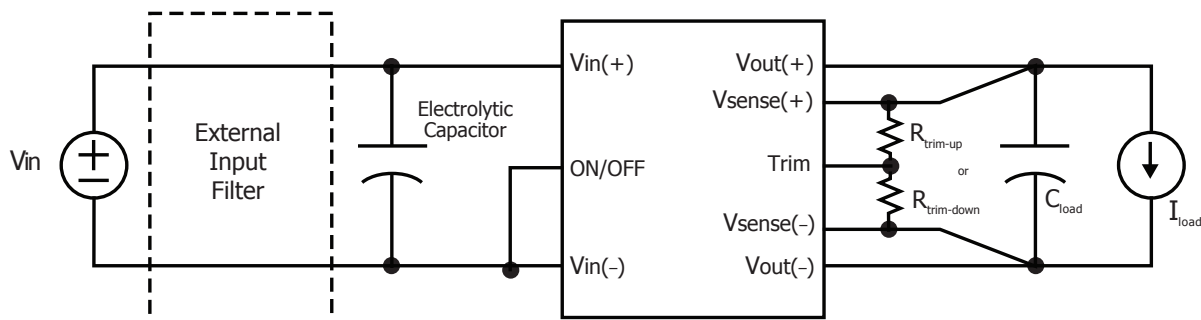 Vin
External
Input
Filter
Electrolytic
Capacitor
Vin(+)
ON/OFF
Vin(−)
Vout(+)
Vsense(+)
Trim
Vsense(−)
Vout(−)
Rtrim-up
or
Rtrim-down
Cload
Iload